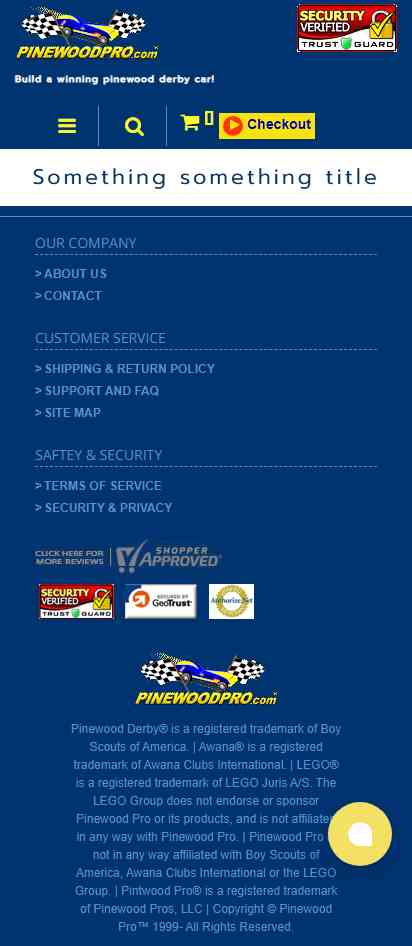 PINEWOODPRO.com
SECURITY
VERIFIED
TRUST GUARD
Build a winning pinewood derby car!
0
Checkout
Something something title
OUR COMPANY
> ABOUT US
> CONTACT
CUSTOMER SERVICE
> SHIPPING & RETURN POLICY
> SUPPORT AND FAQ
> SITE MAP
SAFTEY & SECURITY
> TERMS OF SERVICE
> SECURITY & PRIVACY
CLICK HERE FOR
MORE REVIEWS
SHOPPER
APPROVED
SECURITY
VERIFIED
TRUST GUARD
SECURED BY
GeoTrust
Authorize.Net
PINEWOODPRO.com
Pinewood Derby® is a registered trademark of Boy
Scouts of America. | Awana® is a registered
trademark of Awana Clubs International. | LEGO®
is a registered trademark of LEGO Juris A/S. The
LEGO Group does not endorse or sponsor
Pinewood Pro or its products, and is not affiliated
in any way with Pinewood Pro. | Pinewood Pro
not in any way affiliated with Boy Scouts of
America, Awana Clubs International or the LEGO
Group. | Pintwood Pro® is a registered trademark
of Pinewood Pros, LLC | Copyright © Pinewood
Pro™ 1999- All Rights Reserved.